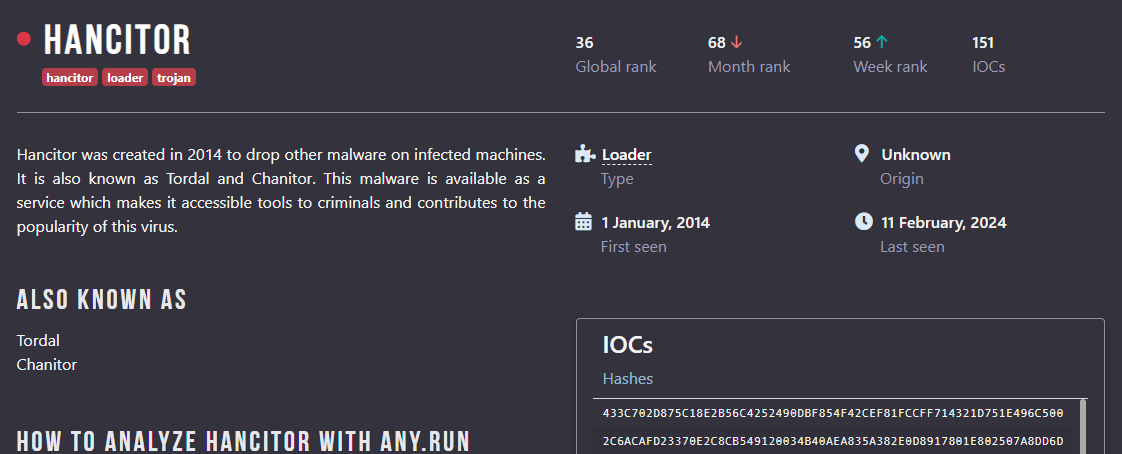 HANCITOR
hancitor loader trojan
36
Global rank
68
Month rank
56
Week rank
151
IOCs
Hancitor was created in 2014 to drop other malware on infected machines.
It is also known as Tordal and Chanitor. This malware is available as a
service which makes it accessible tools to criminals and contributes to the
popularity of this virus.
Loader
Type
Unknown
Origin
1 January, 2014
First seen
11 February, 2024
Last seen
ALSO KNOWN AS
Tordal
Chanitor
IOCs
Hashes
433C702D875C18E2B56C4252490DBF854F42CEF81FCCFF714321D751E496C500
2C6ACAFD23370E2C8CB549120034B40AEA835A382E0D8917801E802507A8DD6D
HOW TO ANALYZE HANCITOR WITH ANY.RUN